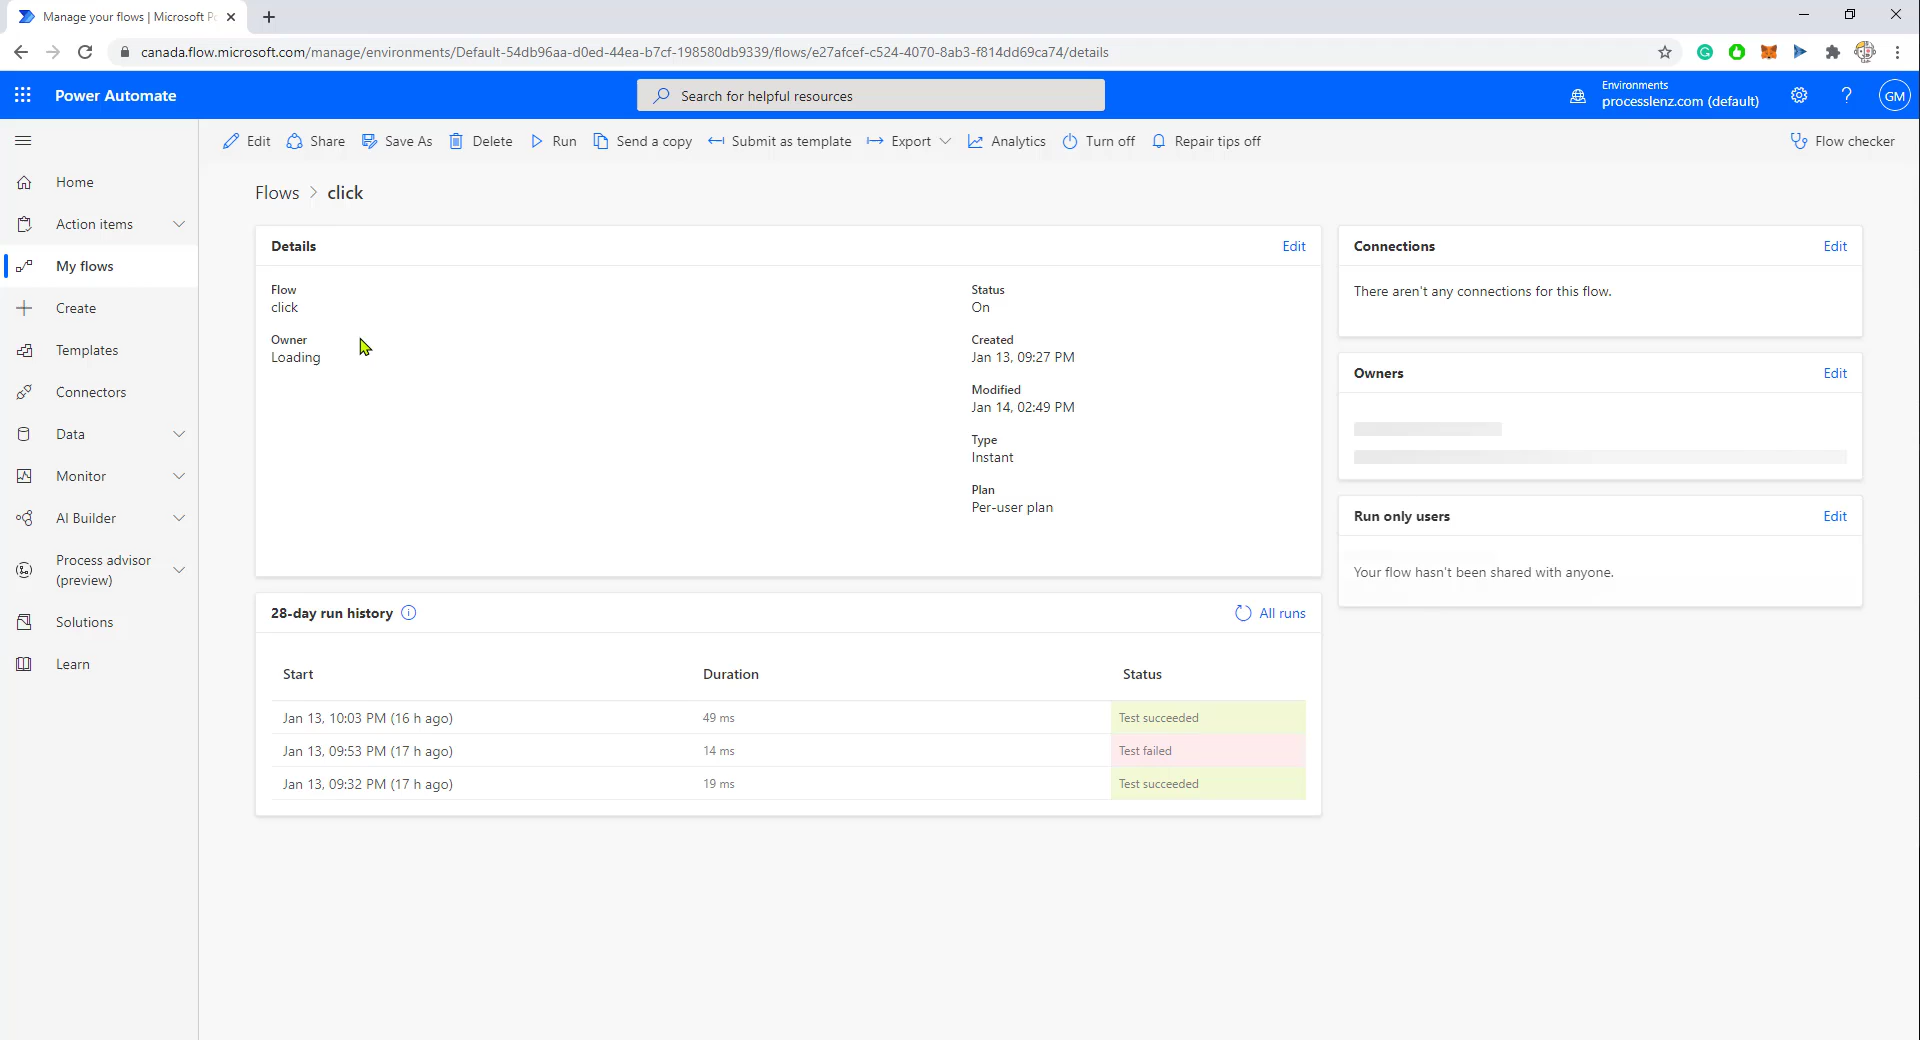 Manage your flows | Microsoft P
canada.flow.microsoft.com/manage/environments/Default-54db96aa-d0ed-44ea-b7cf-198580db9339/flows/e27afcef-c524-4070-8ab3-f814dd69ca74/details
Power Automate
Search for helpful resources
Environments
processlenz.com (default)
?
GM
Edit
Share
Save As
Delete
Run
Send a copy
Submit as template
Export
Analytics
Turn off
Repair tips off
Flow checker
Home
Action items
My flows
Create
Templates
Connectors
Data
Monitor
AI Builder
Process advisor
(preview)
Solutions
Learn
Flows > click
Details
Edit
Flow
click
Owner
Loading
Status
On
Created
Jan 13, 09:27 PM
Modified
Jan 14, 02:49 PM
Type
Instant
Plan
Per-user plan
Connections
Edit
There aren't any connections for this flow.
Owners
Edit
Run only users
Edit
Your flow hasn't been shared with anyone.
28-day run history
All runs
Start Duration Status
Jan 13, 10:03 PM (16 h ago) 49 ms Test succeeded
Jan 13, 09:53 PM (17 h ago) 14 ms Test failed
Jan 13, 09:32 PM (17 h ago) 19 ms Test succeeded